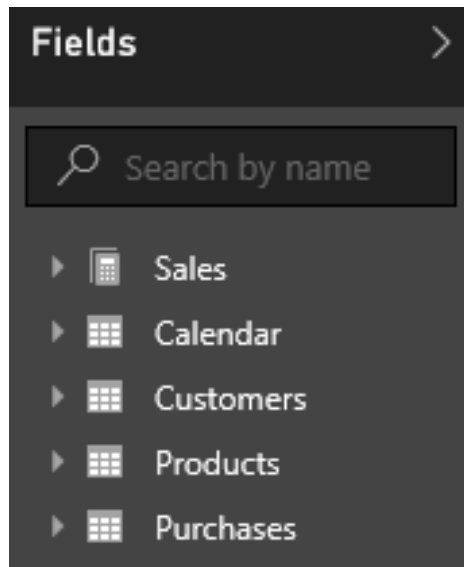 Fields
Search by name
Sales
Calendar
Customers
Products
Purchases